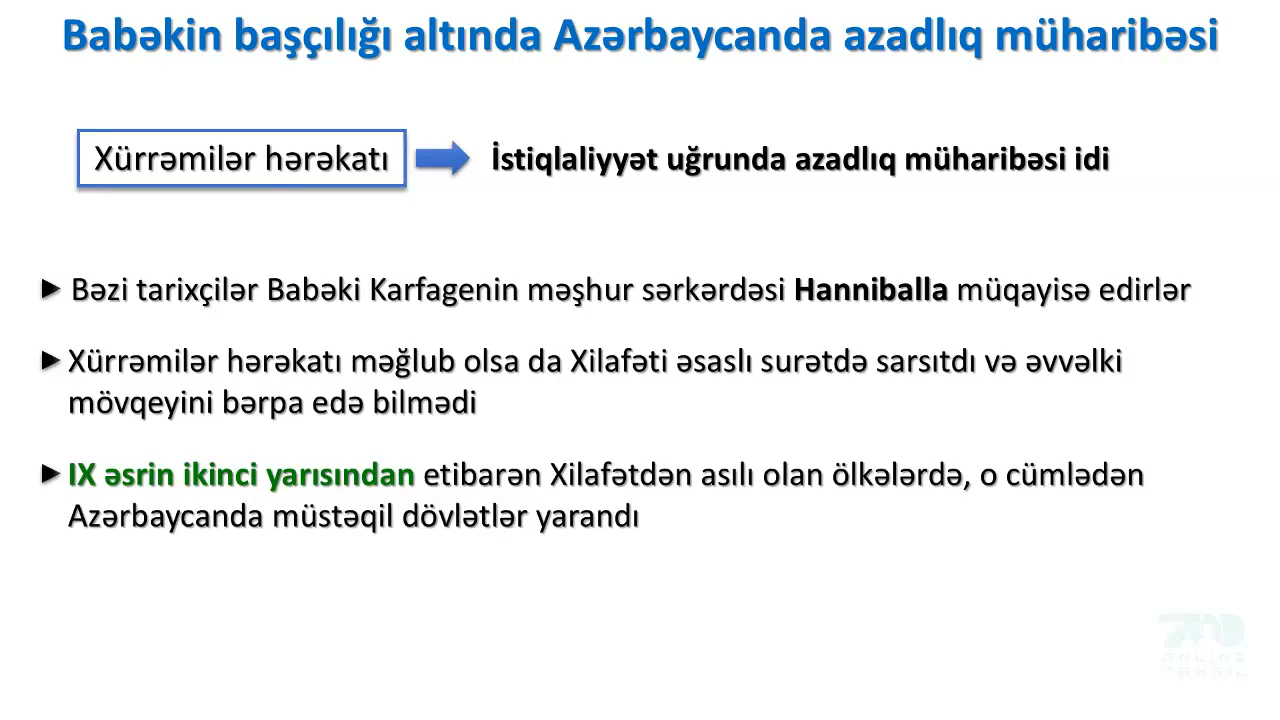 Babəkin başçılığı altında Azərbaycanda azadlıq müharibəsi
Xürrəmilər hərəkatı
İstiqlaliyyət uğrunda azadlıq müharibəsi idi
Bəzi tarixçilər Babəki Karfagenin məşhur sərkərdəsi Hanniballa müqayisə edirlər
Xürrəmilər hərəkatı məğlub olsa da Xilafəti əsaslı surətdə sarsıtdı və əvvəlki
mövqeyini bərpa edə bilmədi
IX əsrin ikinci yarısından etibarən Xilafətdən asılı olan ölkələrdə, o cümlədən
Azərbaycanda müstəqil dövlətlər yarandı
ONLINE
TƏHSİL